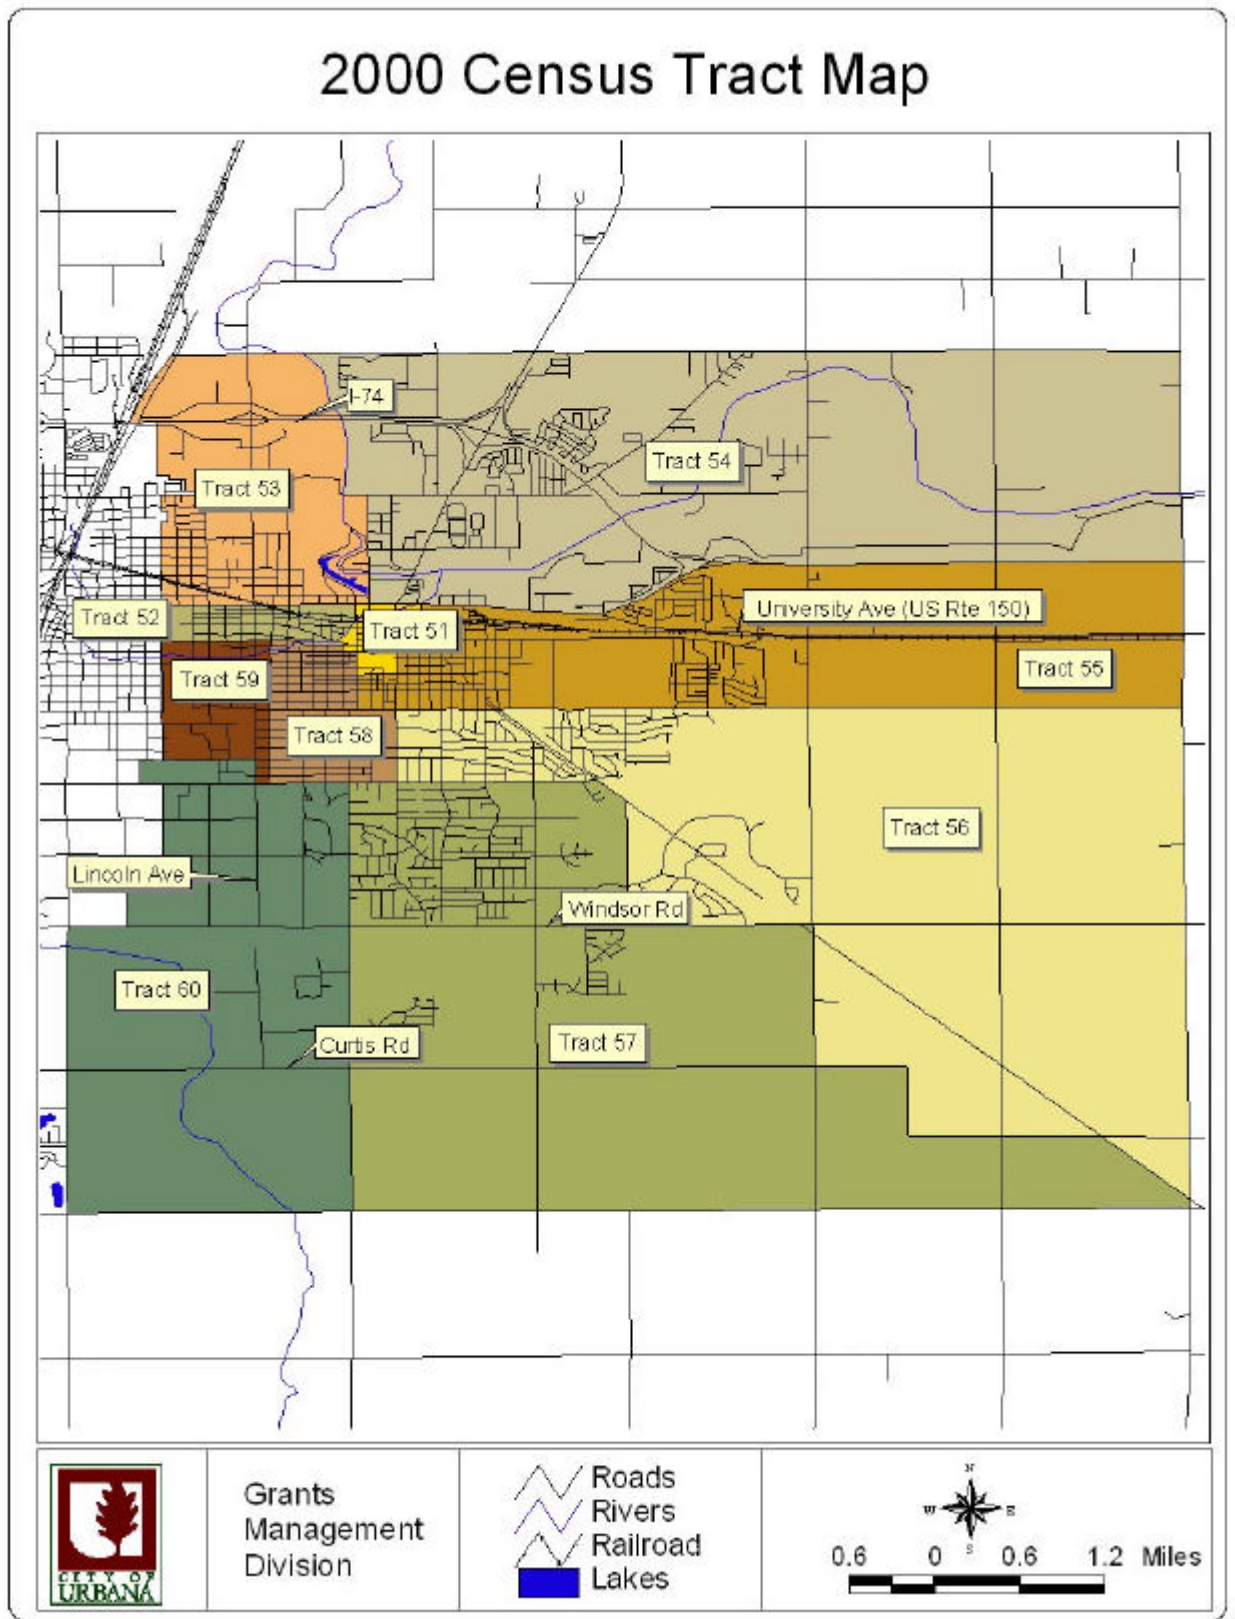 2000 Census Tract Map
I-74
Tract 54
Tract 53
University Ave (US Rte 150)
Tract 52
Tract 51
Tract 55
Tract 59
Tract 58
Tract 56
Lincoln Ave
Windsor Rd
Tract 60
Curtis Rd
Tract 57
CITY OF
URBANA
Grants
Management
Division
Roads
Rivers
Railroad
Lakes
N
W E
S
0.6 0 0.6 1.2 Miles